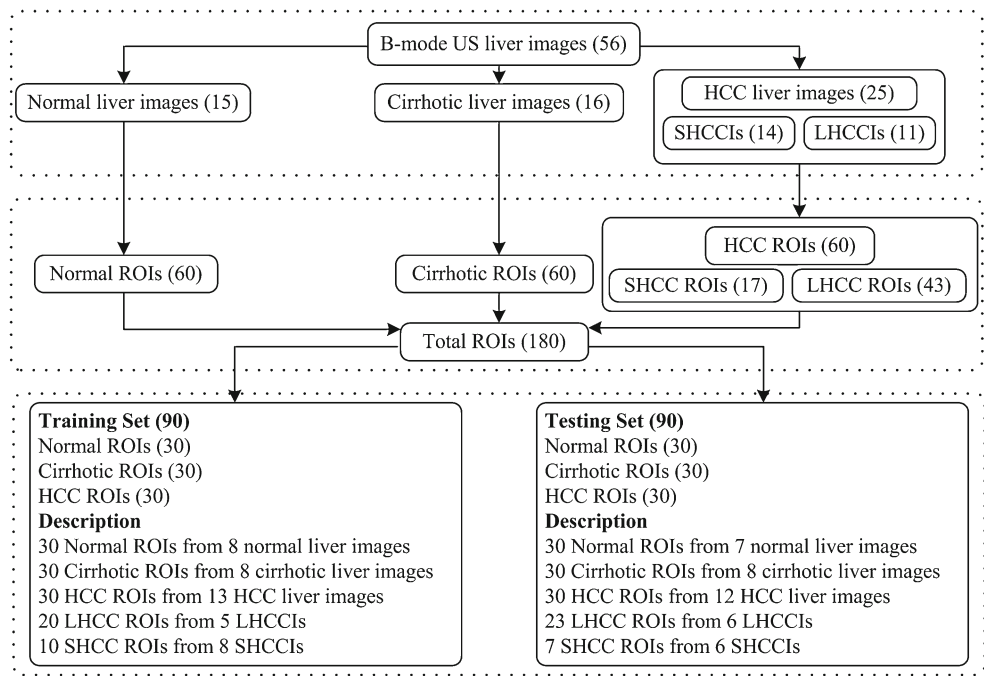 B-mode US liver images (56)
Normal liver images (15)
Cirrhotic liver images (16)
HCC liver images (25)
SHCCIs (14)
LHCCIs (11)
Normal ROIs (60)
Cirrhotic ROIs (60)
HCC ROIs (60)
SHCC ROIs (17)
LHCC ROIs (43)
Total ROIs (180)
Training Set (90)
Normal ROIs (30)
Cirrhotic ROIs (30)
HCC ROIs (30)
Description
30 Normal ROIs from 8 normal liver images
30 Cirrhotic ROIs from 8 cirrhotic liver images
30 HCC ROIs from 13 HCC liver images
20 LHCC ROIs from 5 LHCCIs
10 SHCC ROIs from 8 SHCCIs
Testing Set (90)
Normal ROIs (30)
Cirrhotic ROIs (30)
HCC ROIs (30)
Description
30 Normal ROIs from 7 normal liver images
30 Cirrhotic ROIs from 8 cirrhotic liver images
30 HCC ROIs from 12 HCC liver images
23 LHCC ROIs from 6 LHCCIs
7 SHCC ROIs from 6 SHCCIs